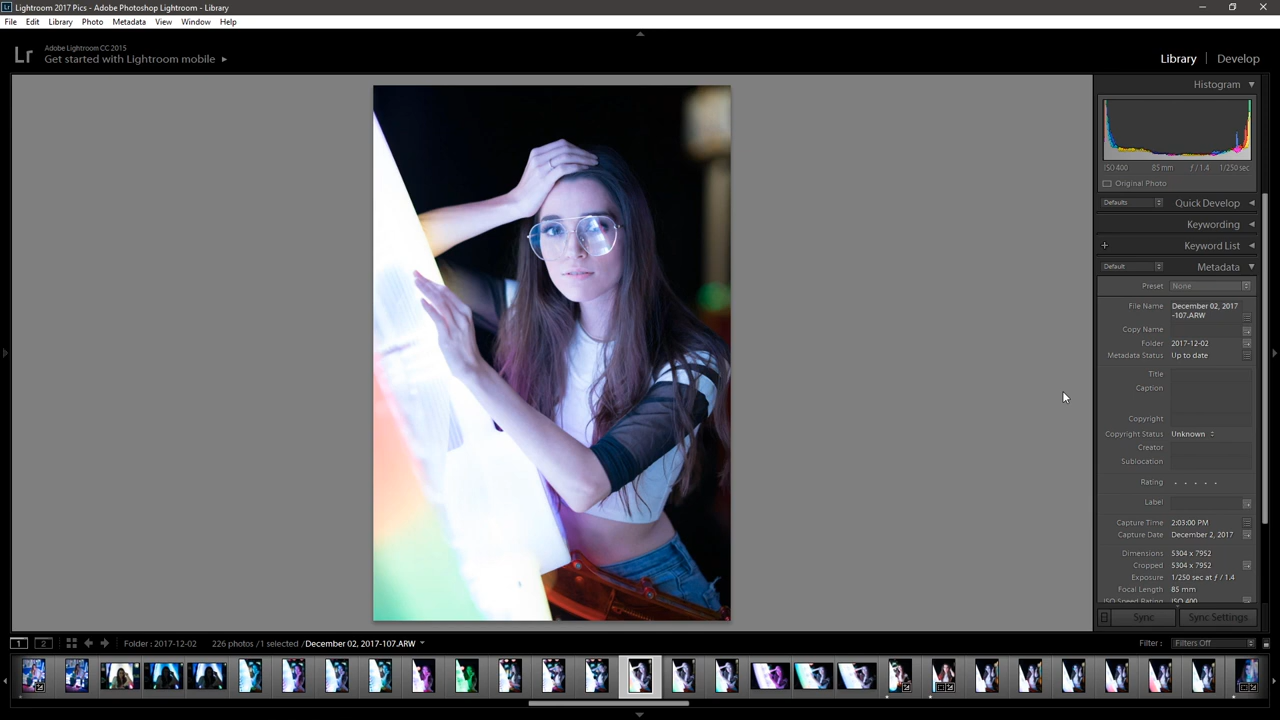 Lightroom 2017 Pics - Adobe Photoshop Lightroom - Library
File Edit Library Photo Metadata View Window Help
Lr
Adobe Lightroom CC 2015
Get started with Lightroom mobile
Library | Develop
Histogram
ISO 400 85 mm ƒ / 1.4 1/250 sec
Original Photo
Defaults Quick Develop
Keywording
+ Keyword List
Default Metadata
Preset None
File Name December 02, 2017
-107.ARW
Copy Name
Folder 2017-12-02
Metadata Status Up to date
Title
Caption
Copyright
Copyright Status Unknown
Creator
Sublocation
Rating
Label
Capture Time 2:03:00 PM
Capture Date December 2, 2017
Dimensions 5304 x 7952
Cropped 5304 x 7952
Exposure 1/250 sec at ƒ / 1.4
Focal Length 85 mm
ISO Speed Rating ISO 400
Sync Sync Settings
1 2 Folder : 2017-12-02 226 photos / 1 selected / December 02, 2017-107.ARW Filter : Filters Off